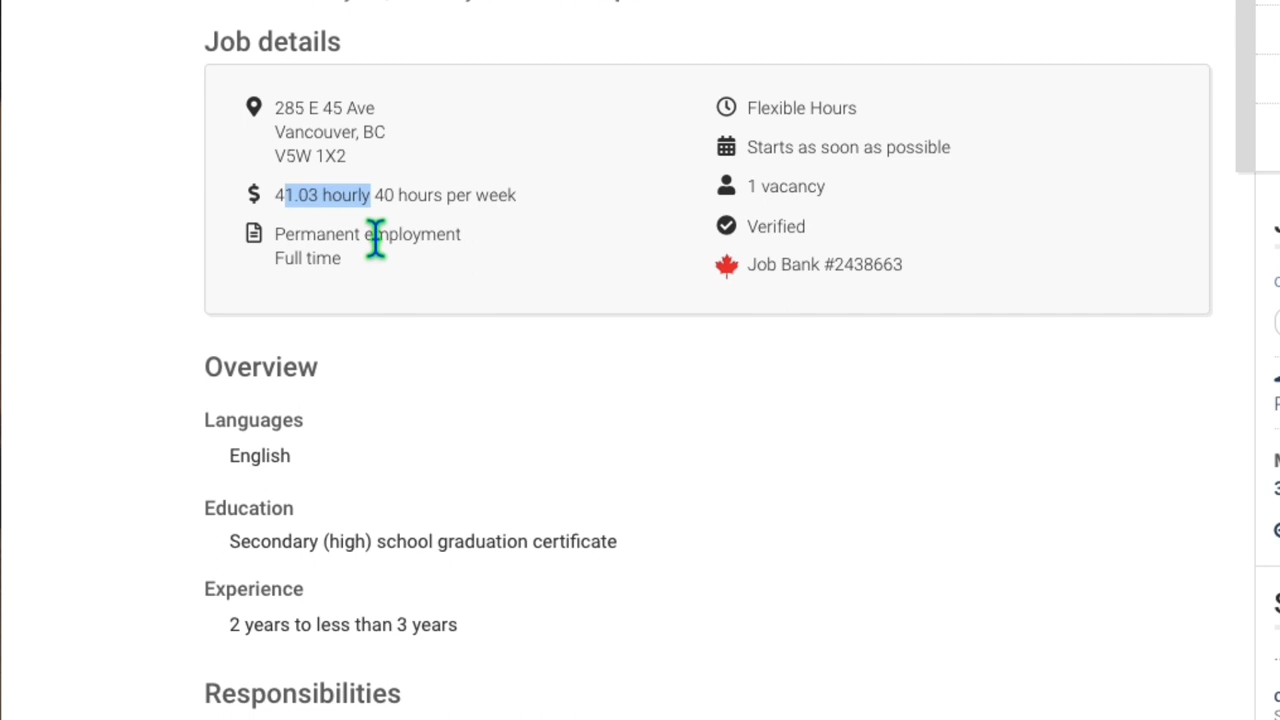 Job details
285 E 45 Ave
Vancouver, BC
V5W 1X2
41.03 hourly 40 hours per week
Permanent employment
Full time
Flexible Hours
Starts as soon as possible
1 vacancy
Verified
Job Bank #2438663
Overview
Languages
English
Education
Secondary (high) school graduation certificate
Experience
2 years to less than 3 years
Responsibilities